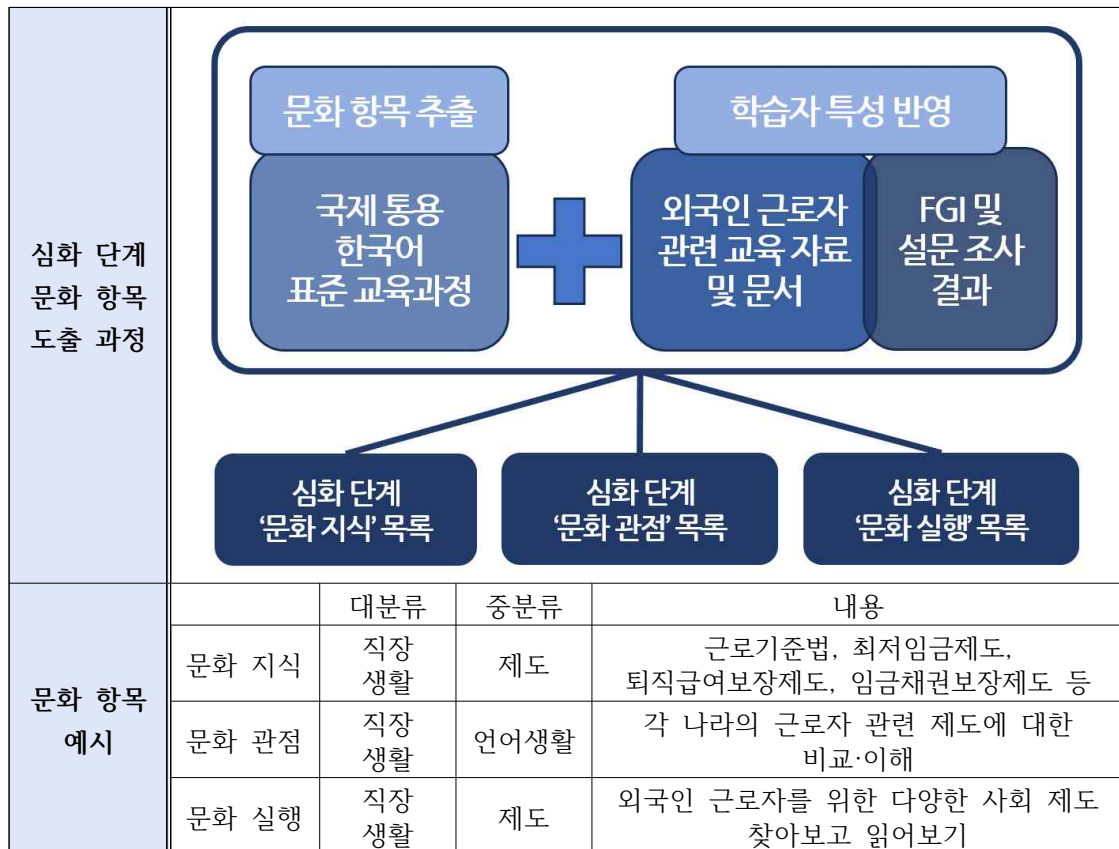 심화 단계
문화 항목
도출 과정
문화 항목 추출
학습자 특성 반영
국제 통용
한국어
표준 교육과정
외국인 근로자
관련 교육 자료
및 문서
FGI 및
설문 조사
결과
심화 단계
‘문화 지식’ 목록
심화 단계
‘문화 관점’ 목록
심화 단계
‘문화 실행’ 목록
문화 항목
예시
대분류
중분류
내용
문화 지식
직장
생활
제도
근로기준법, 최저임금제도,
퇴직급여보장제도, 임금채권보장제도 등
문화 관점
직장
생활
언어생활
각 나라의 근로자 관련 제도에 대한
비교·이해
문화 실행
직장
생활
제도
외국인 근로자를 위한 다양한 사회 제도
찾아보고 읽어보기